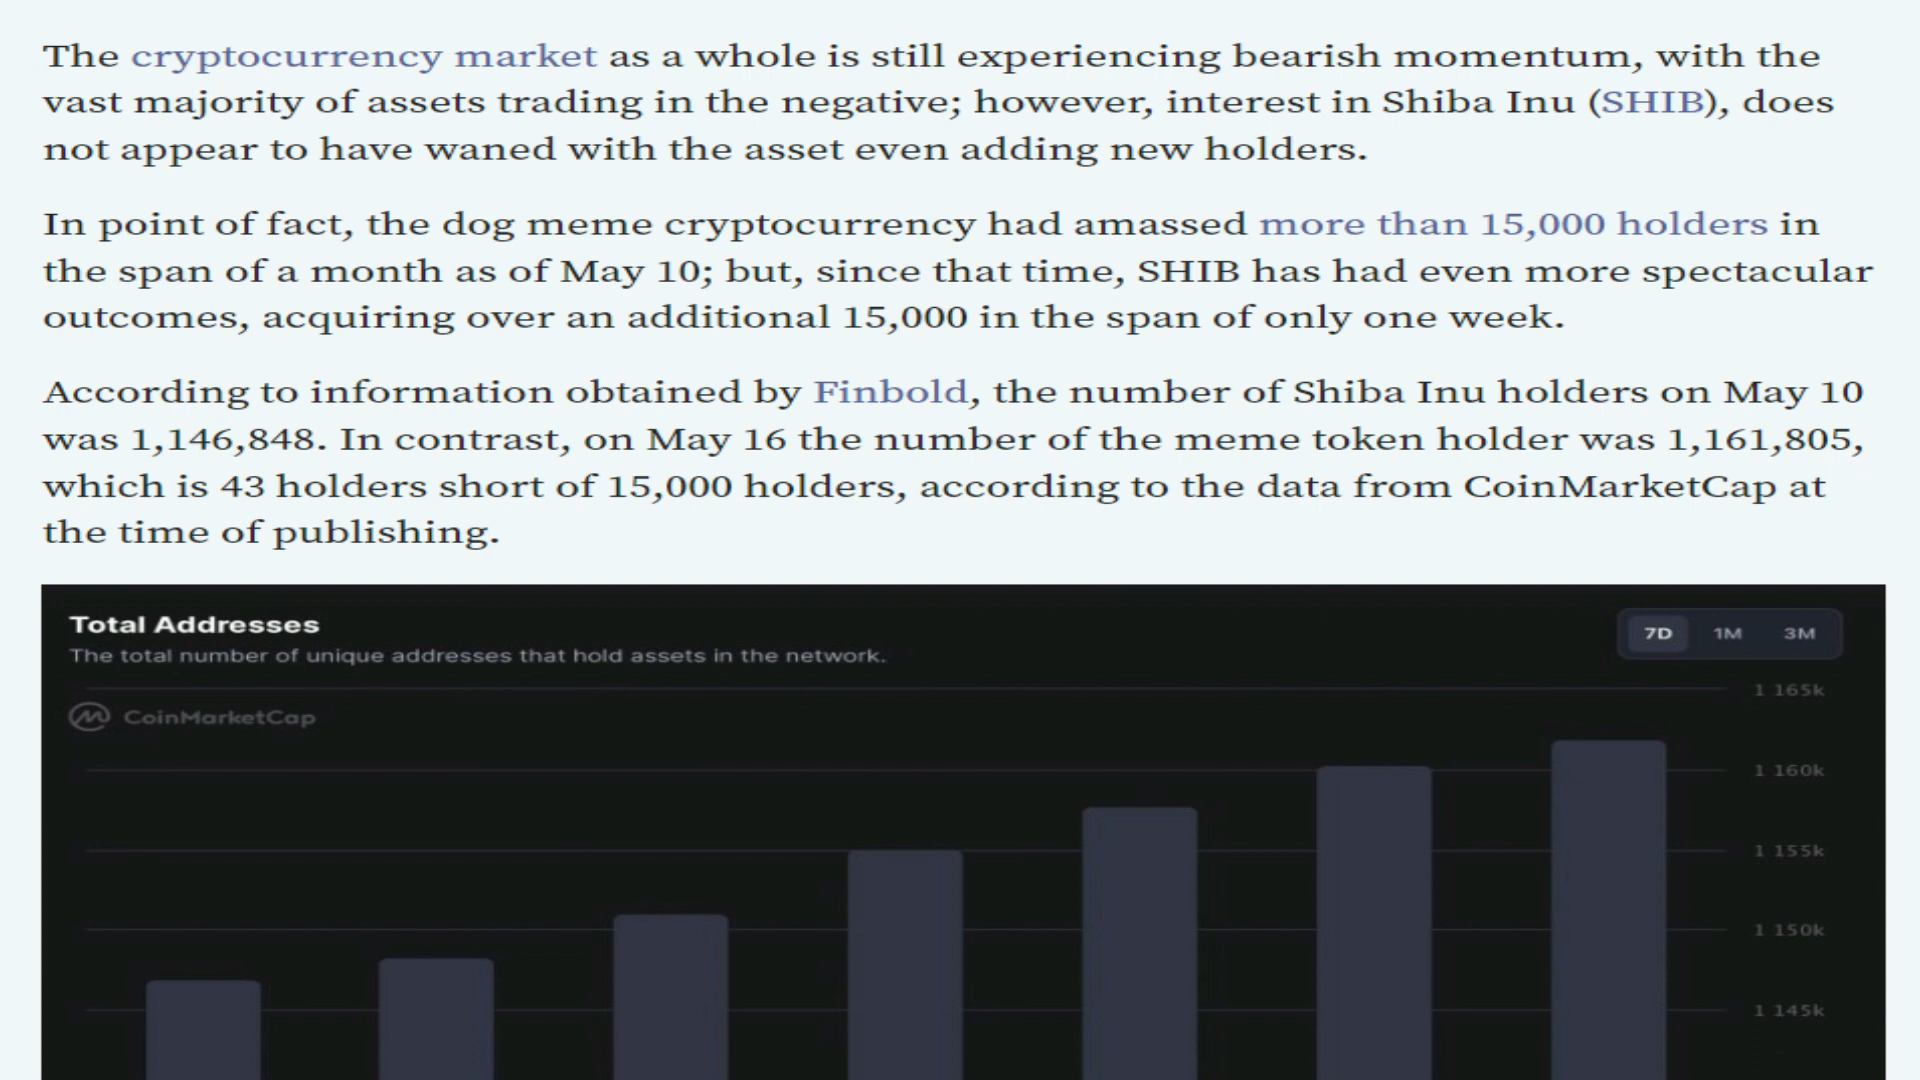 The cryptocurrency market as a whole is still experiencing bearish momentum, with the
vast majority of assets trading in the negative; however, interest in Shiba Inu (SHIB), does
not appear to have waned with the asset even adding new holders.
In point of fact, the dog meme cryptocurrency had amassed more than 15,000 holders in
the span of a month as of May 10; but, since that time, SHIB has had even more spectacular
outcomes, acquiring over an additional 15,000 in the span of only one week.
According to information obtained by Finbold, the number of Shiba Inu holders on May 10
was 1,146,848. In contrast, on May 16 the number of the meme token holder was 1,161,805,
which is 43 holders short of 15,000 holders, according to the data from CoinMarketCap at
the time of publishing.
Total Addresses
7D 1M 3M
The total number of unique addresses that hold assets in the network.
1 165k
CoinMarketCap
1 160k
1 155k
1 150k
1 145k